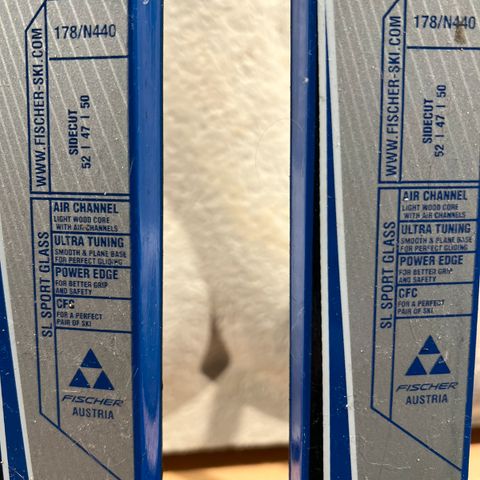 178/N440
WWW.FISCHER-SKI.COM
SIDECUT
52 | 47 | 50
SL SPORT GLASS
AIR CHANNEL
LIGHT WOOD CORE
WITH AIR CHANNELS
ULTRA TUNING
SMOOTH & PLANE BASE
FOR PERFECT GLIDING
POWER EDGE
FOR BETTER GRIP
AND SAFETY
CFC
FOR A PERFECT
PAIR OF SKI
FISCHER
AUSTRIA
178/N440
WWW.FISCHER-SKI.COM
SIDECUT
52 | 47 | 50
SL SPORT GLASS
AIR CHANNEL
LIGHT WOOD CORE
WITH AIR CHANNELS
ULTRA TUNING
SMOOTH & PLANE BASE
FOR PERFECT GLIDING
POWER EDGE
FOR BETTER GRIP
AND SAFETY
CFC
FOR A PERFECT
PAIR OF SKI
FISCHER
AUSTRIA